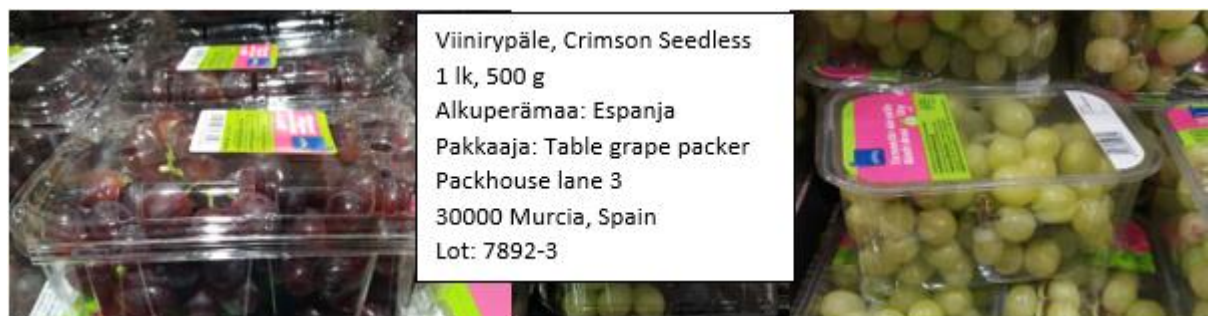 Viinirypäle, Crimson Seedless
1 lk, 500 g
Alkuperämaa: Espanja
Pakkaaja: Table grape packer
Packhouse lane 3
30000 Murcia, Spain
Lot: 7892-3